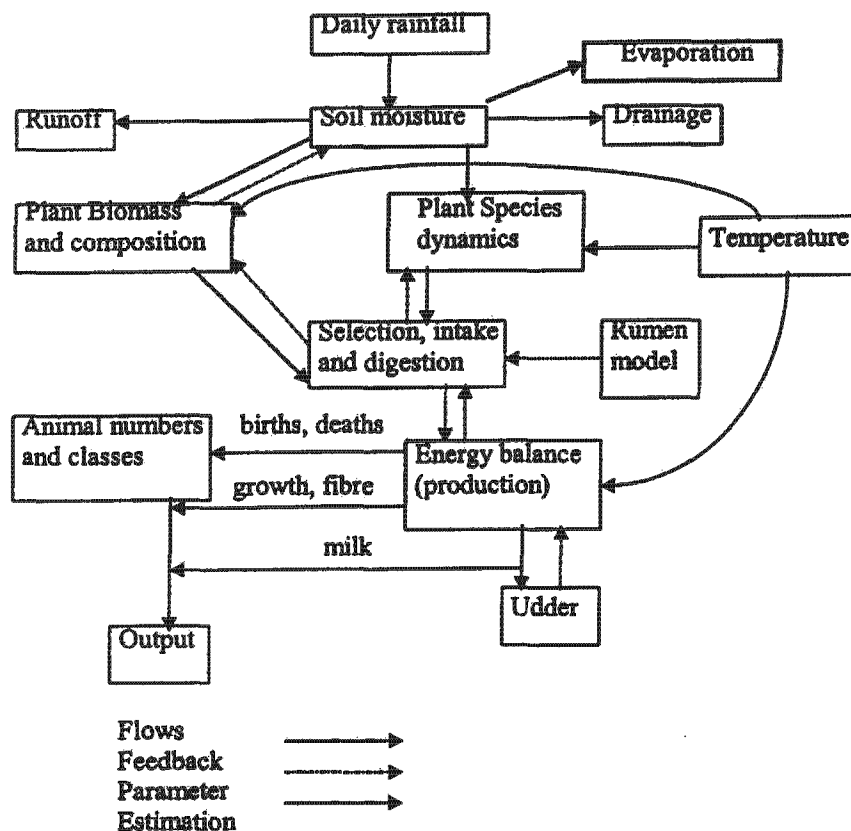 Daily rainfall
Evaporation
Runoff
Soil moisture
Drainage
Plant Biomass
and composition
Plant Species
dynamics
Temperature
Selection, intake
and digestion
Rumen
model
Animal numbers
and classes
births, deaths
Energy balance
(production)
growth, fibre
milk
Udder
Output
Flows
Feedback
Parameter
Estimation